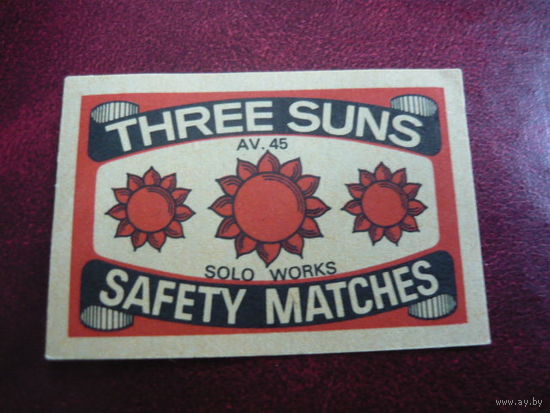 THREE SUNS
AV. 45
SOLO WORKS
SAFETY MATCHES
www.ay.by